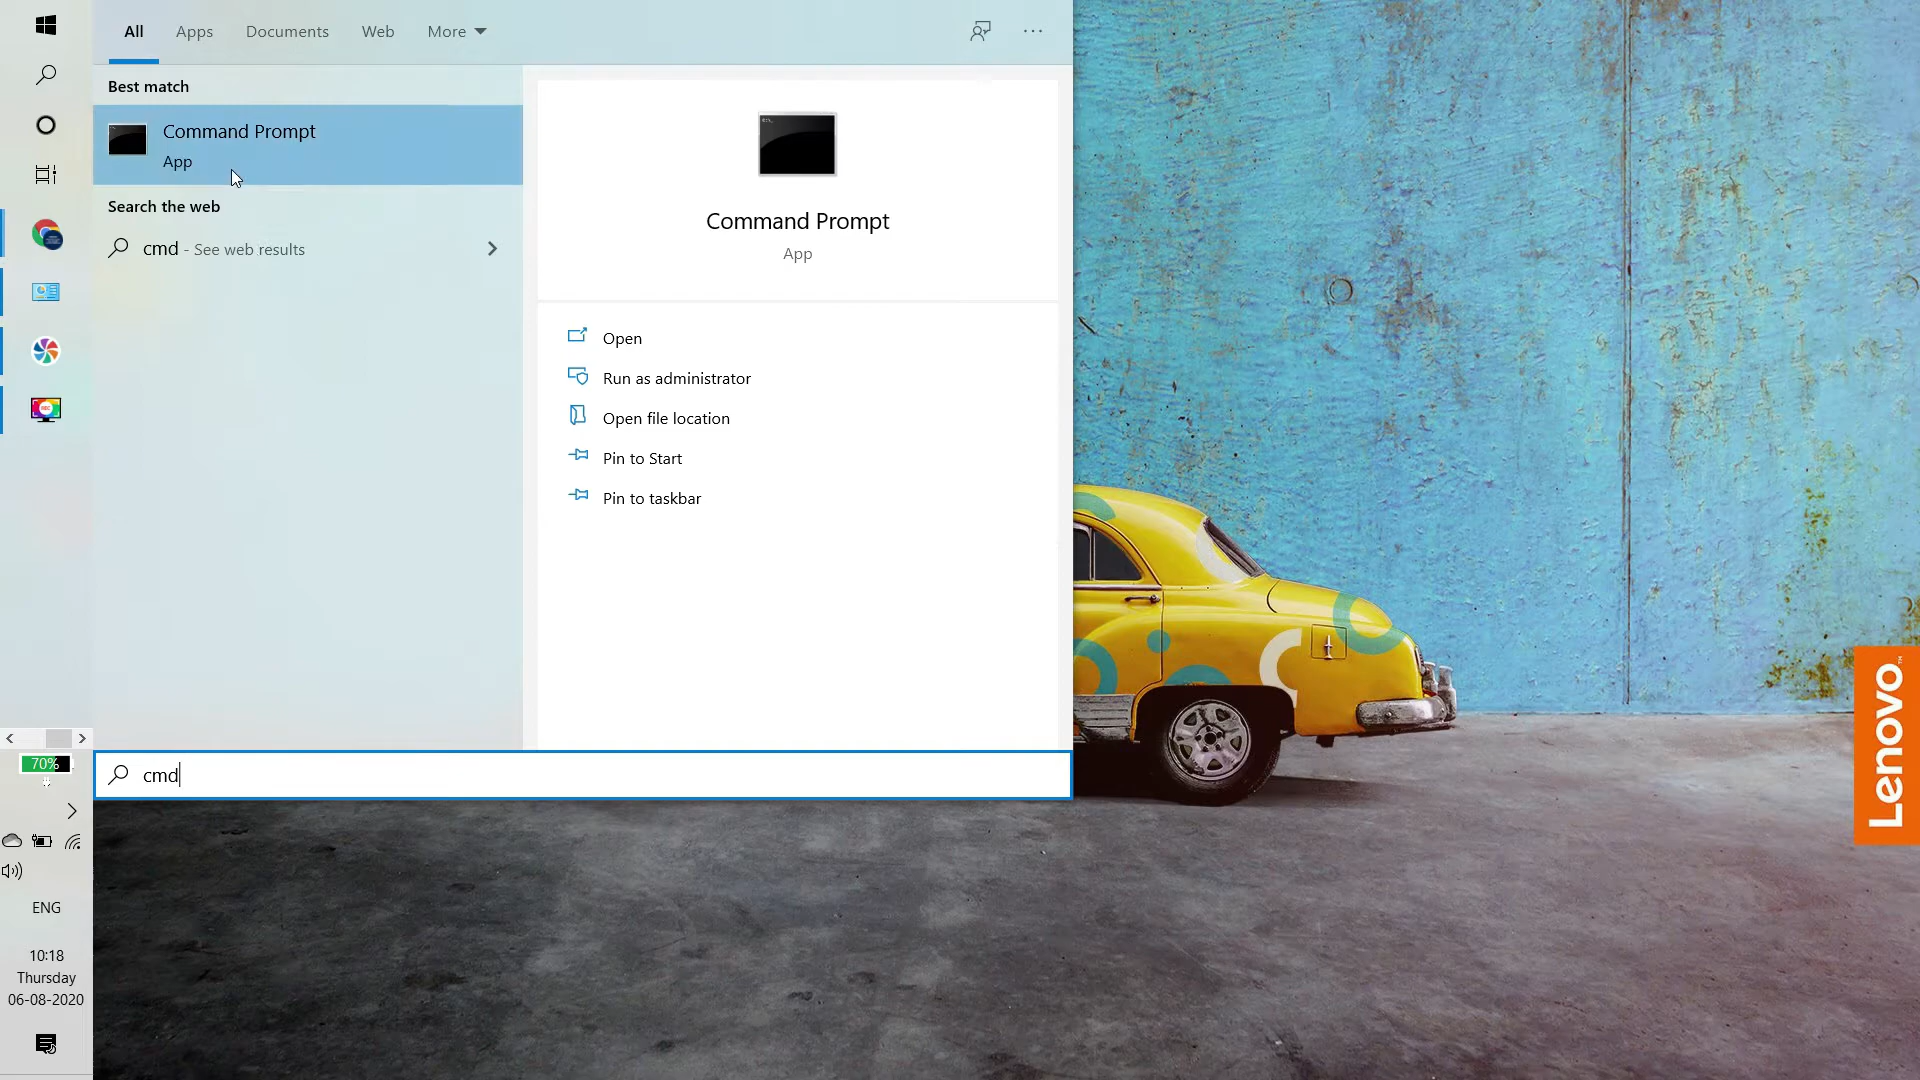 All
Apps
Documents
Web
More
Best match
Command Prompt
App
Search the web
cmd - See web results
Command Prompt
App
Open
Run as administrator
Open file location
Pin to Start
Pin to taskbar
cmd
70%
ENG
10:18
Thursday
06-08-2020
Lenovo™